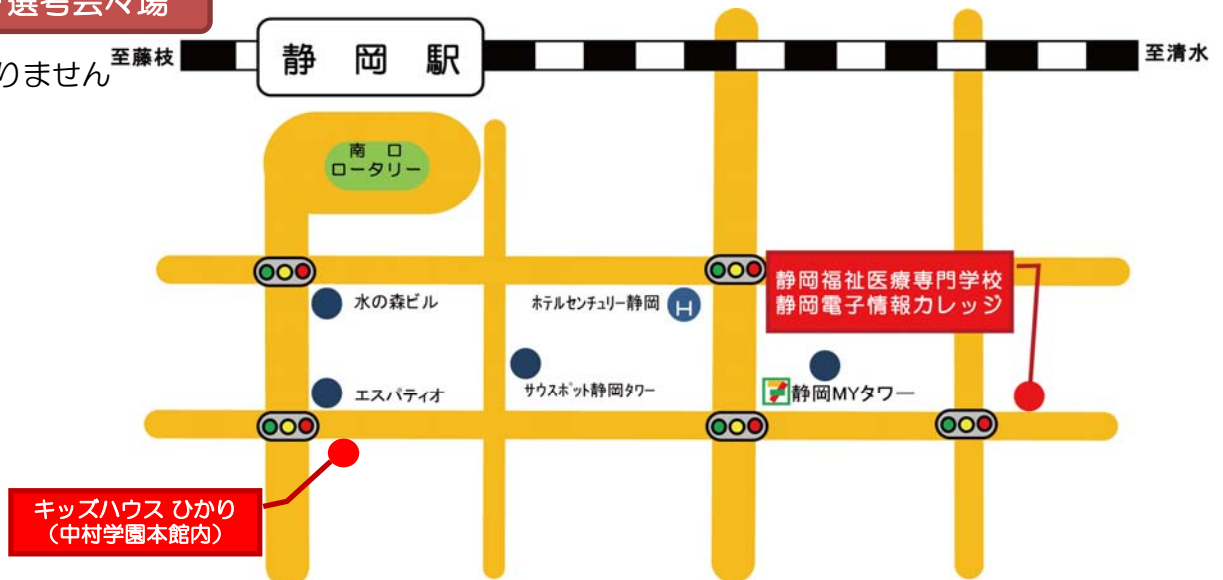 選考会々場
りません
至藤枝
静岡駅
至清水
南口
ロータリー
水の森ビル
ホテルセンチュリー静岡
H
静岡福祉医療専門学校
静岡電子情報カレッジ
エスパティオ
サウスポット静岡タワー
7
静岡MYタワー
キッズハウス ひかり
(中村学園本館内)